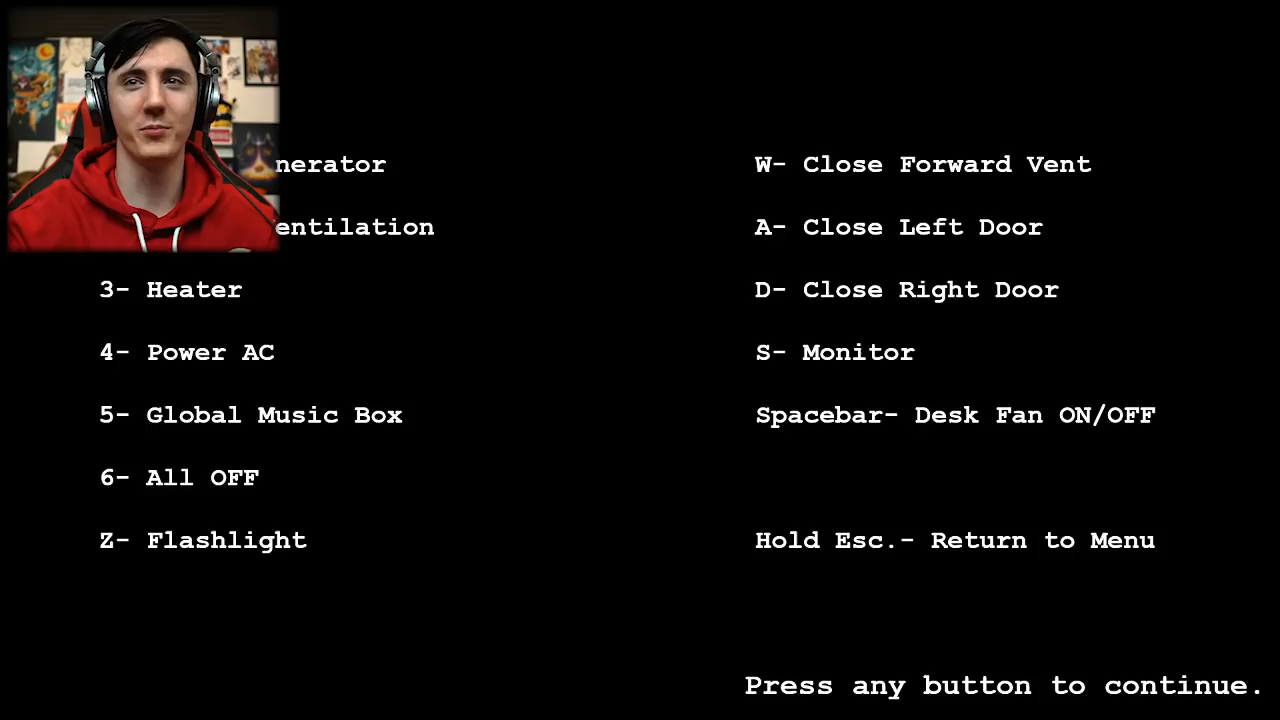 nerator
entilation
3- Heater
4- Power AC
5- Global Music Box
6- All OFF
Z- Flashlight
W- Close Forward Vent
A- Close Left Door
D- Close Right Door
S- Monitor
Spacebar- Desk Fan ON/OFF
Hold Esc.- Return to Menu
Press any button to continue.